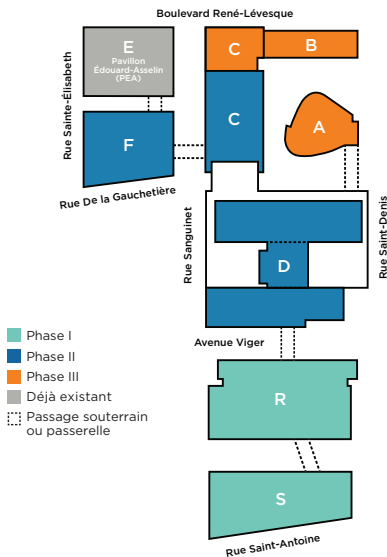 Boulevard René-Lévesque
E
Pavillon
Édouard-Asselin
(PEA)
C
B
Rue Sainte-Élisabeth
C
A
F
Rue De la Gauchetière
Rue Sanguinet
Rue Saint-Denis
D
Avenue Viger
Phase I
Phase II
Phase III
Déjà existant
Passage souterrain
ou passerelle
R
S
Rue Saint-Antoine